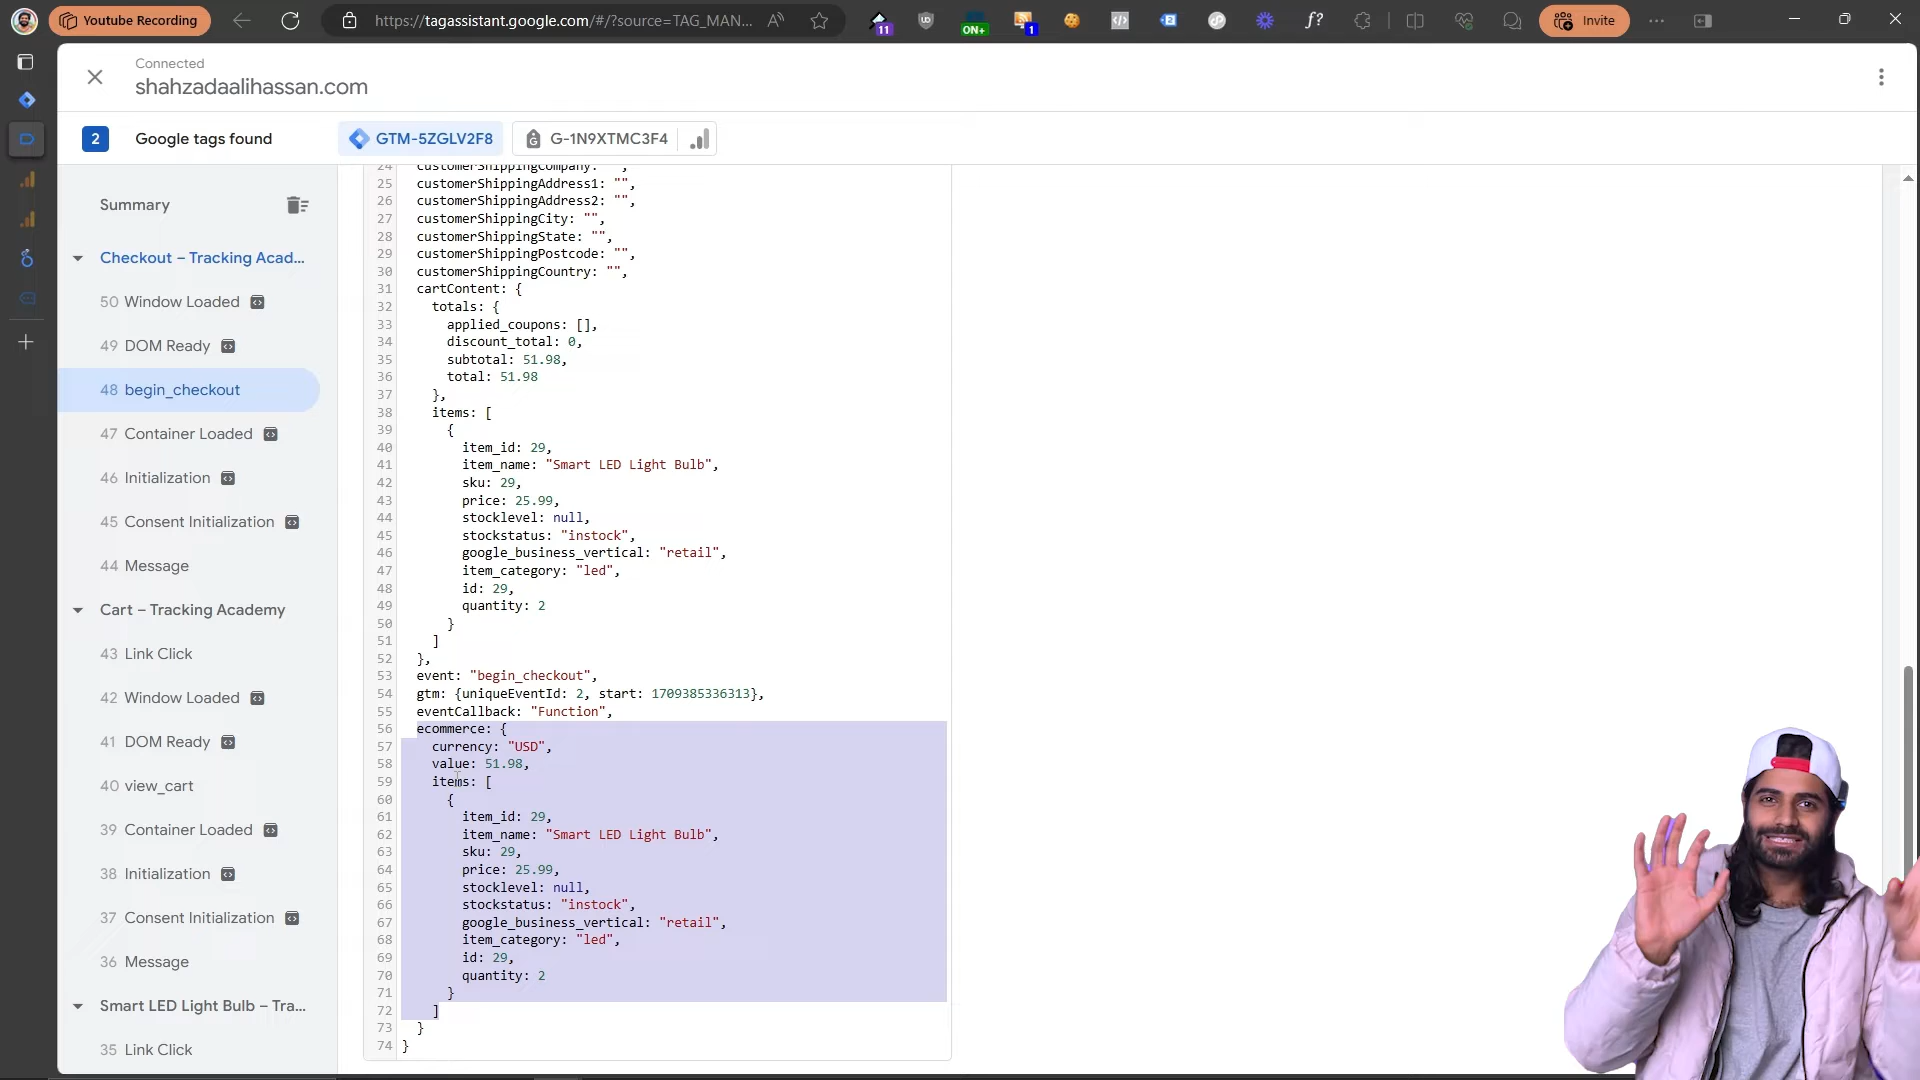 Youtube Recording
https://tagassistant.google.com/#/?source=TAG_MAN...
A
11
UD
ON+
1
f?
Invite
Connected
shahzadaalihassan.com
2
Google tags found
GTM-5ZGLV2F8
G
G-1N9XTMC3F4
Summary
Checkout – Tracking Acad...
50 Window Loaded
49 DOM Ready
48 begin_checkout
47 Container Loaded
46 Initialization
45 Consent Initialization
44 Message
Cart – Tracking Academy
43 Link Click
42 Window Loaded
41 DOM Ready
40 view_cart
39 Container Loaded
38 Initialization
37 Consent Initialization
36 Message
Smart LED Light Bulb – Tra...
35 Link Click
24 customerShippingCompany: "",
25 customerShippingAddress1: "",
26 customerShippingAddress2: "",
27 customerShippingCity: "",
28 customerShippingState: "",
29 customerShippingPostcode: "",
30 customerShippingCountry: "",
31 cartContent: {
32 totals: {
33 applied_coupons: [],
34 discount_total: 0,
35 subtotal: 51.98,
36 total: 51.98
37 },
38 items: [
39 {
40 item_id: 29,
41 item_name: "Smart LED Light Bulb",
42 sku: 29,
43 price: 25.99,
44 stocklevel: null,
45 stockstatus: "instock",
46 google_business_vertical: "retail",
47 item_category: "led",
48 id: 29,
49 quantity: 2
50 }
51 ]
52 },
53 event: "begin_checkout",
54 gtm: {uniqueEventId: 2, start: 1709385336313},
55 eventCallback: "Function",
56 ecommerce: {
57 currency: "USD",
58 value: 51.98,
59 items: [
60 {
61 item_id: 29,
62 item_name: "Smart LED Light Bulb",
63 sku: 29,
64 price: 25.99,
65 stocklevel: null,
66 stockstatus: "instock",
67 google_business_vertical: "retail",
68 item_category: "led",
69 id: 29,
70 quantity: 2
71 }
72 ]
73 }
74 }